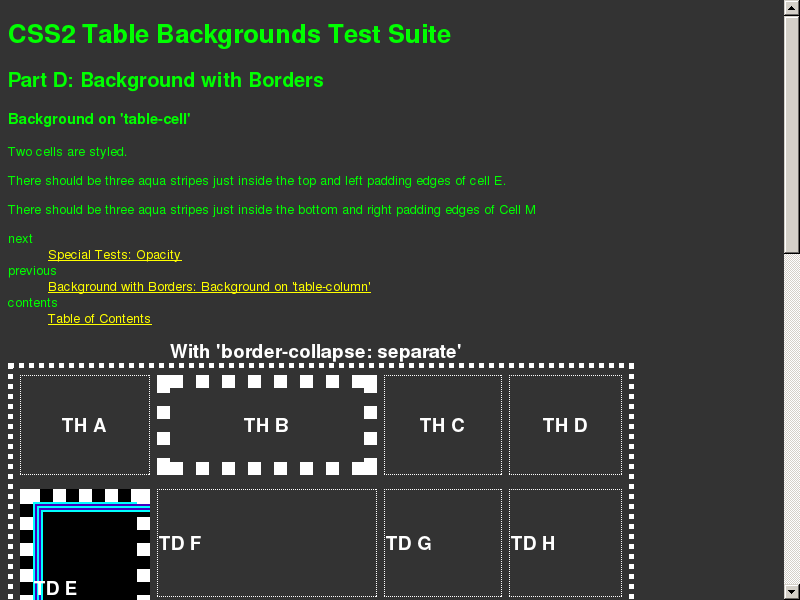 CSS2 Table Backgrounds Test Suite
Part D: Background with Borders
Background on 'table-cell'
Two cells are styled.
There should be three aqua stripes just inside the top and left padding edges of cell E.
There should be three aqua stripes just inside the bottom and right padding edges of Cell M
next
Special Tests: Opacity
previous
Background with Borders: Background on 'table-column'
contents
Table of Contents
With 'border-collapse: separate'
TH A TH B TH C TH D
TD E TD F TD G TD H